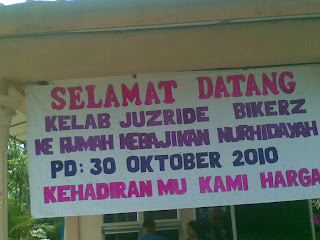 SELAMAT DATANG
KELAB JUZRIDE BIKERZ
KE RUMAH KEBAJIKAN NURHIDAYAH
PD: 30 OKTOBER 2010
KEHADIRAN MU KAMI HARGA